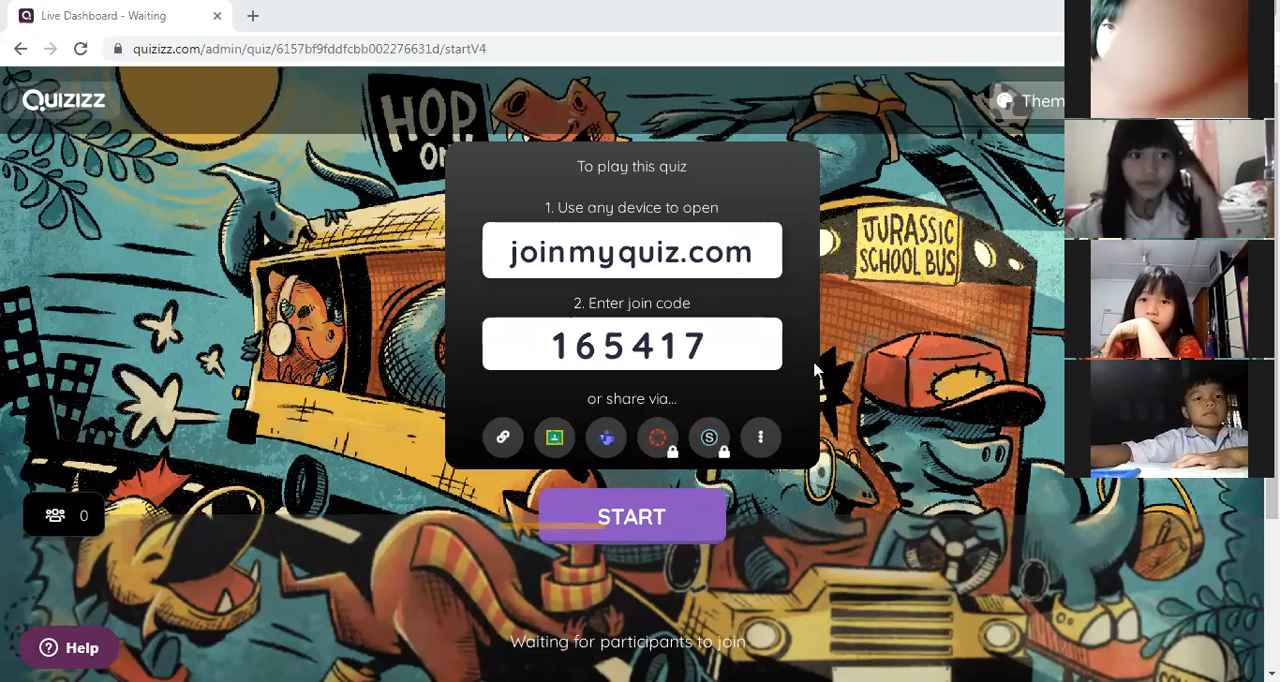 Live Dashboard - Waiting
quizizz.com/admin/quiz/6157bf9fddfcbb002276631d/startV4
Quizizz
Them
HOP
On!
To play this quiz
1. Use any device to open
joinmyquiz.com
2. Enter join code
165417
or share via...
S
JURASSIC
SCHOOL BUS
START
0
Help
Waiting for participants to join